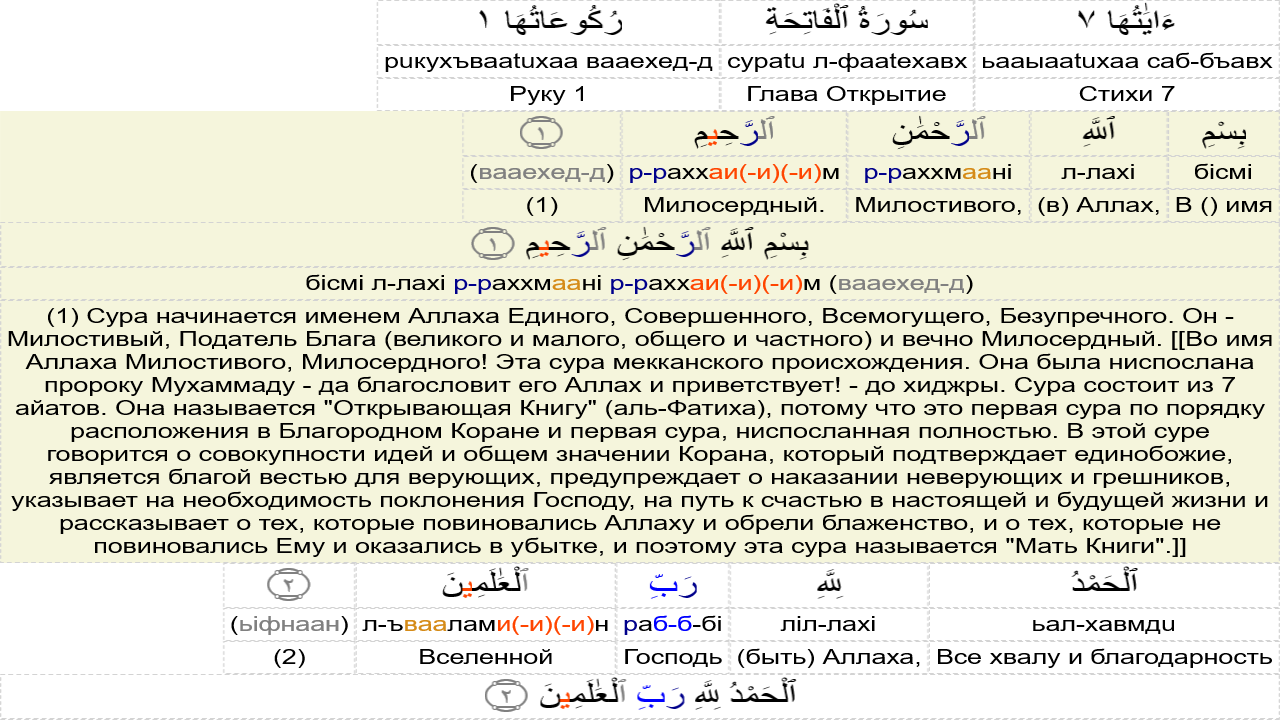 ءَايَٰتُهَا ٧ سُورَةُ ٱلْفَاتِحَةِ رُكُوعَاتُهَا ١
ьааыааtuхаа саб-бъавх сураtu л-фааtехавх рuкухъвааtuхаа вааехед-д
Стихи 7 Глава Открытие Руку 1
بِسْمِ ٱللَّهِ ٱلرَّحْمَٰنِ ٱلرَّحِيمِ ١
бісмі л-лахі р-раххмаані р-раххаи(-и)(-и)м (вааехед-д)
В () имя (в) Аллах, Милостивого, Милосердный. (1)
بِسْمِ ٱللَّهِ ٱلرَّحْمَٰنِ ٱلرَّحِيمِ ١
бісмі л-лахі р-раххмаані р-раххаи(-и)(-и)м (вааехед-д)
(1) Сура начинается именем Аллаха Единого, Совершенного, Всемогущего, Безупречного. Он -
Милостивый, Податель Блага (великого и малого, общего и частного) и вечно Милосердный. [[Во имя
Аллаха Милостивого, Милосердного! Эта сура мекканского происхождения. Она была ниспослана
пророку Мухаммаду - да благословит его Аллах и приветствует! - до хиджры. Сура состоит из 7
айатов. Она называется "Открывающая Книгу" (аль-Фатиха), потому что это первая сура по порядку
расположения в Благородном Коране и первая сура, ниспосланная полностью. В этой суре
говорится о совокупности идей и общем значении Корана, который подтверждает единобожие,
является благой вестью для верующих, предупреждает о наказании неверующих и грешников,
указывает на необходимость поклонения Господу, на путь к счастью в настоящей и будущей жизни и
рассказывает о тех, которые повиновались Аллаху и обрели блаженство, и о тех, которые не
повиновались Ему и оказались в убытке, и поэтому эта сура называется "Мать Книги".]]
ٱلْحَمْدُ لِلَّهِ رَبِّ ٱلْعَٰلَمِينَ ٢
ьал-хавмдu ліл-лахі раб-б-бі л-ъваалами(-и)(-и)н (ьіфнаан)
Все хвалу и благодарность (быть) Аллаха, Господь Вселенной (2)
ٱلْحَمْدُ لِلَّهِ رَبِّ ٱلْعَٰلَمِينَ ٢